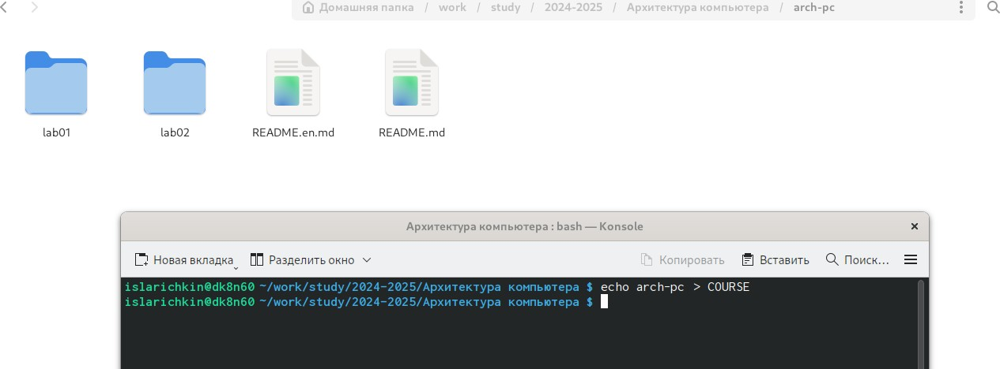 Домашняя папка / work / study / 2024-2025 / Архитектура компьютера / arch-pc
lab01 lab02 README.en.md README.md
Архитектура компьютера : bash — Konsole
Новая вкладка Разделить окно Копировать Вставить Поиск...
islarichkin@dk8n60 ~/work/study/2024-2025/Архитектура компьютера $ echo arch-pc > COURSE
islarichkin@dk8n60 ~/work/study/2024-2025/Архитектура компьютера $